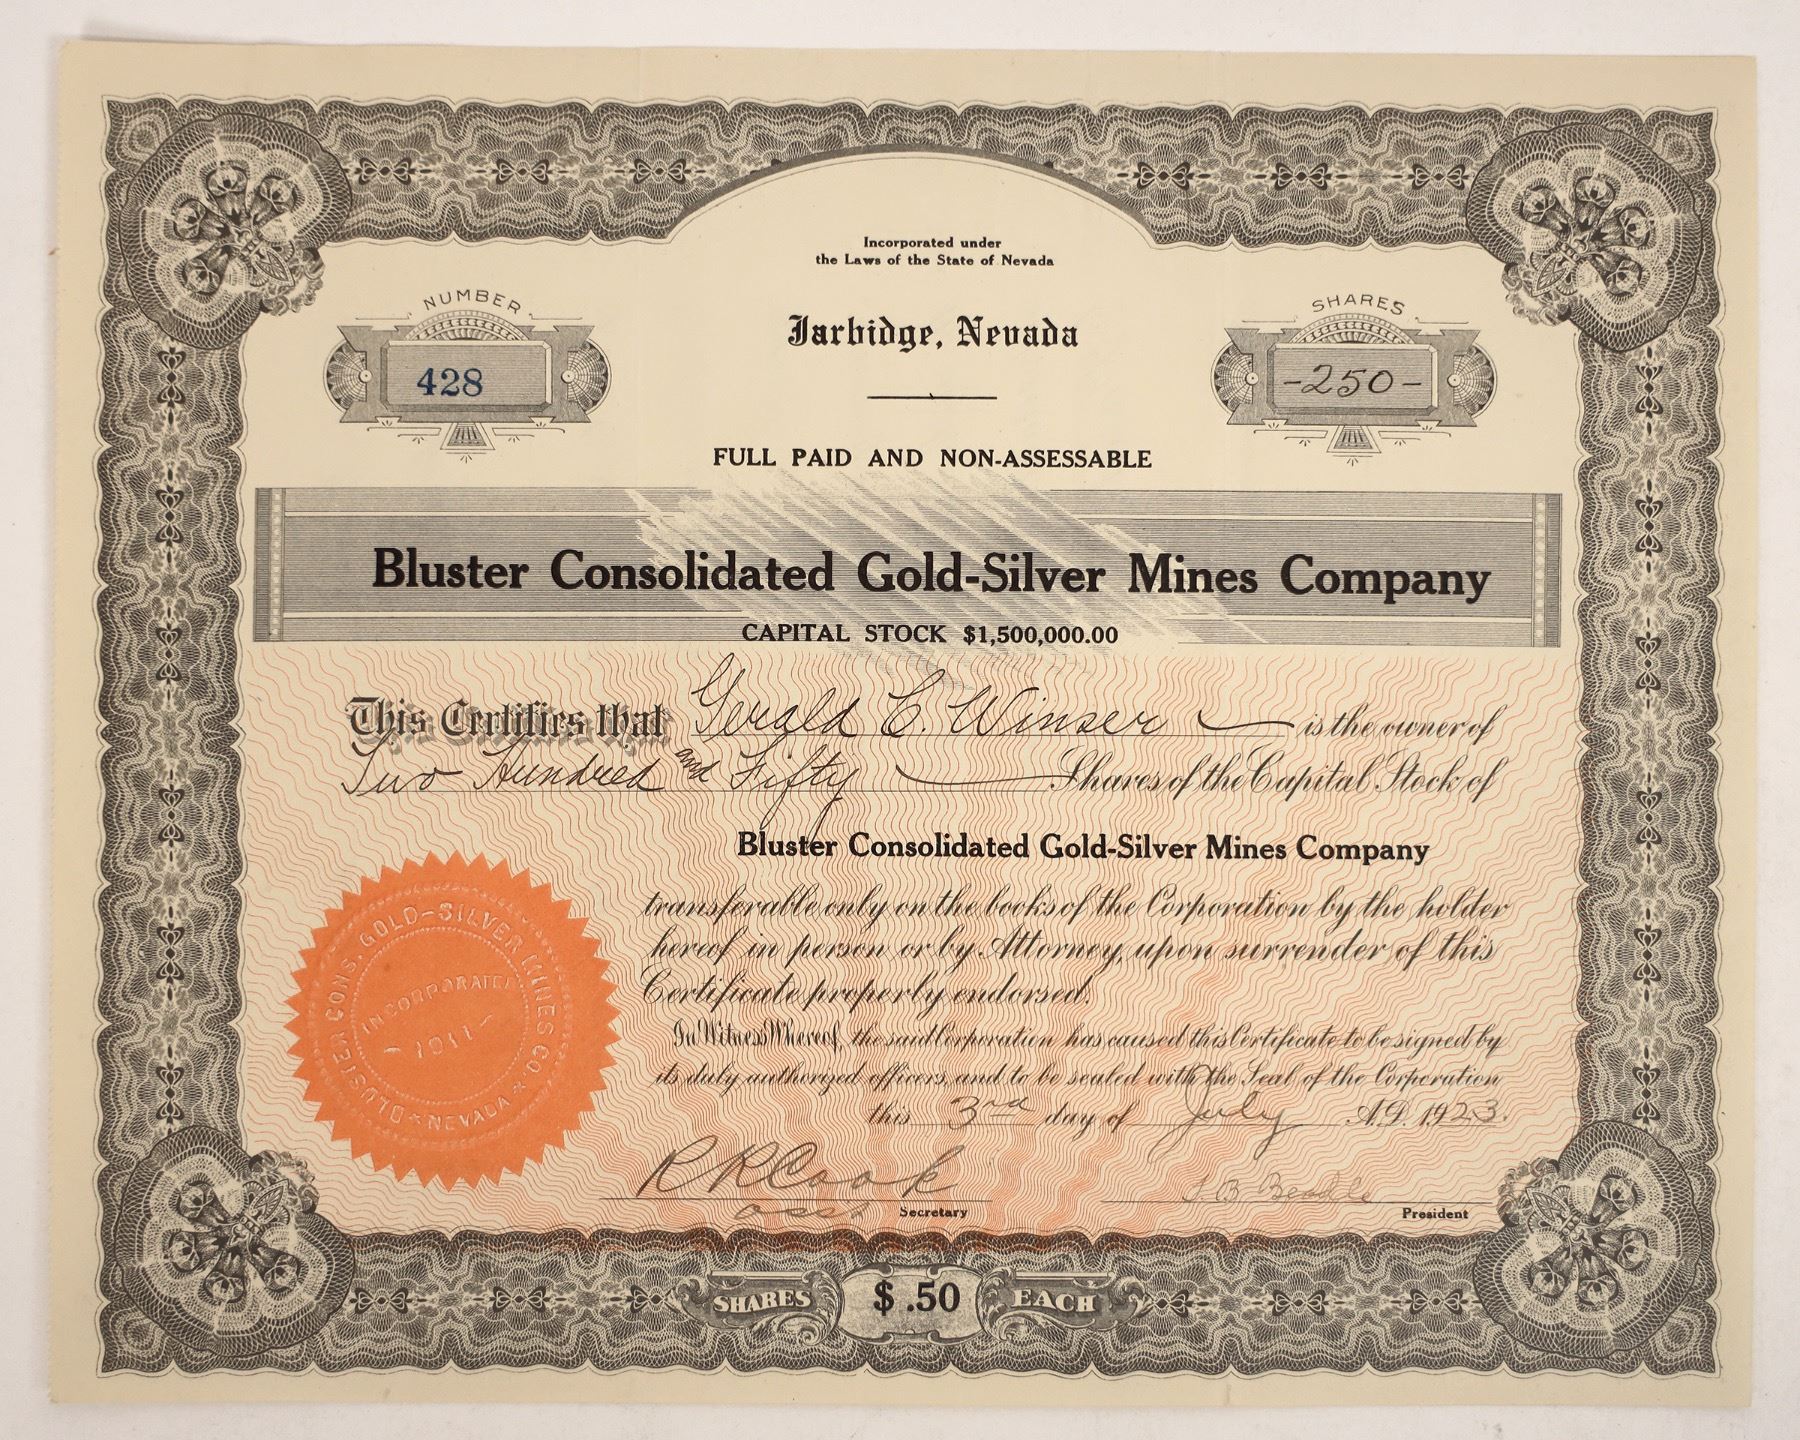 Incorporated under
the Laws of the State of Nevada
NUMBER
428
Jarbidge, Nevada
SHARES
-250-
FULL PAID AND NON-ASSESSABLE
Bluster Consolidated Gold-Silver Mines Company
CAPITAL STOCK $1,500,000.00
This Certifies that Gerald C. Winser is the owner of
Two Hundred and Fifty Shares of the Capital Stock of
Bluster Consolidated Gold-Silver Mines Company
transferable only on the books of the Corporation by the holder
hereof in person or by Attorney, upon surrender of this
Certificate properly endorsed.
In Witness Whereof, the said Corporation has caused this Certificate to be signed by
its duly authorized officers, and to be sealed with the Seal of the Corporation
this 3rd day of July A.D. 1923.
BLUSTER CONS. GOLD-SILVER MINES CO. NEVADA
INCORPORATED
1911
R R Cook
asst Secretary
J. B. Beadle
President
SHARES $.50 EACH